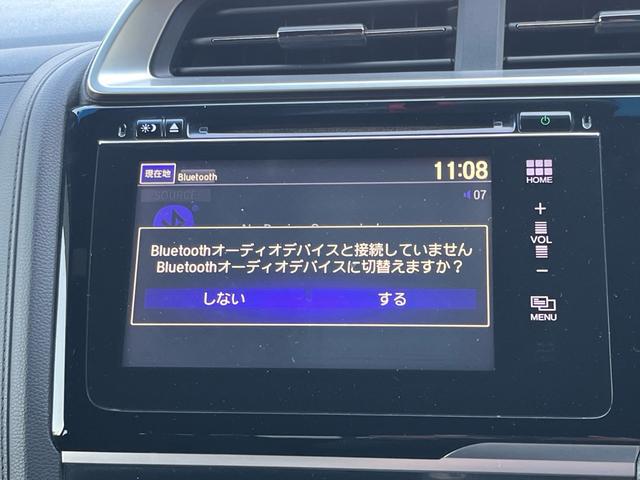 現在地 Bluetooth 11:08
SOURCE 07
Bluetoothオーディオデバイスと接続していません
Bluetoothオーディオデバイスに切替えますか？
しない する
HOME
+
VOL
−
MENU